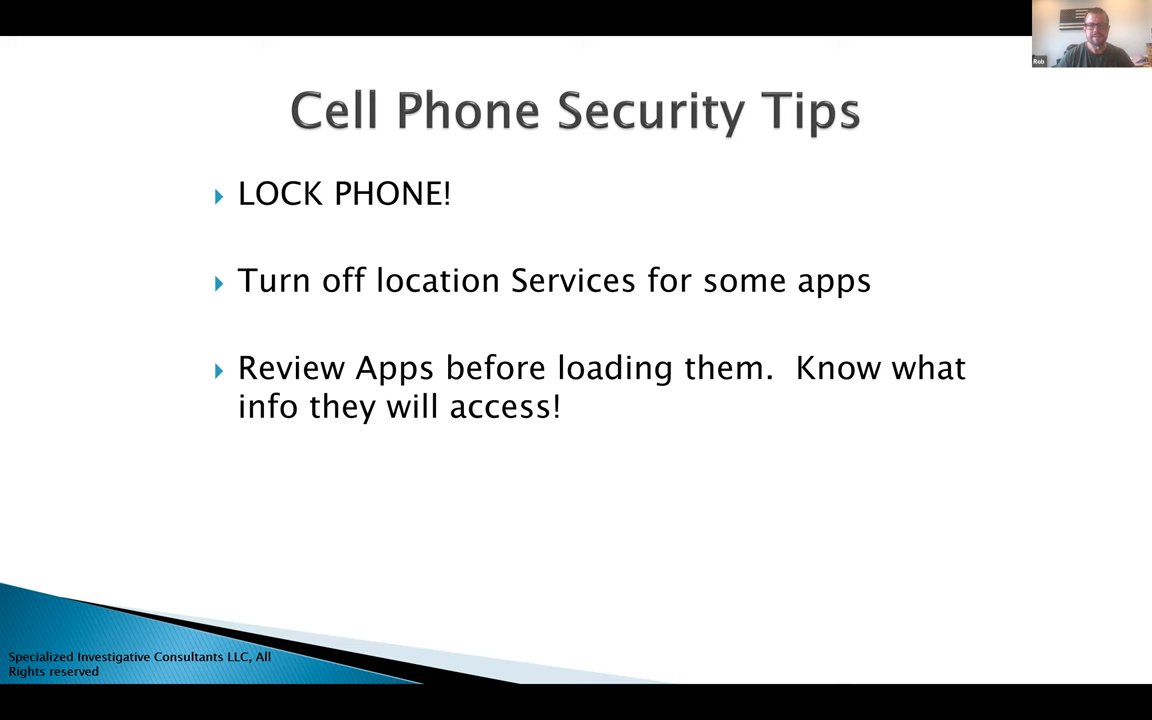 Rob
Cell Phone Security Tips
LOCK PHONE!
Turn off location Services for some apps
Review Apps before loading them.  Know what
info they will access!
Specialized Investigative Consultants LLC, All
Rights reserved